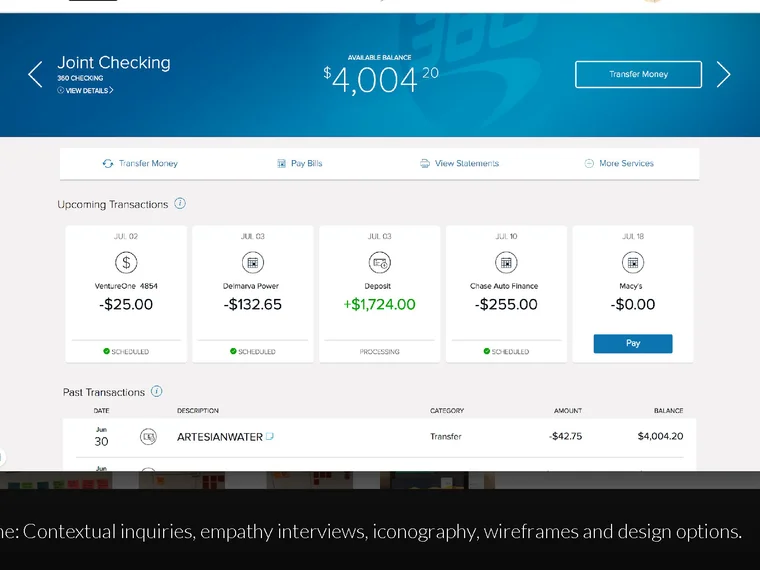 Joint Checking
360 CHECKING
VIEW DETAILS
AVAILABLE BALANCE
$4,004 20
Transfer Money
360
Transfer Money
Pay Bills
View Statements
More Services
Upcoming Transactions
JUL 02
VentureOne 4854
-$25.00
SCHEDULED
JUL 03
Delmarva Power
-$132.65
SCHEDULED
JUL 03
Deposit
+$1,724.00
PROCESSING
JUL 10
Chase Auto Finance
-$255.00
SCHEDULED
JUL 18
Macy's
-$0.00
Pay
Past Transactions
DATE DESCRIPTION CATEGORY AMOUNT BALANCE
Jun 30 ARTESIANWATER Transfer -$42.75 $4,004.20
Jun
ne: Contextual inquiries, empathy interviews, iconography, wireframes and design options.